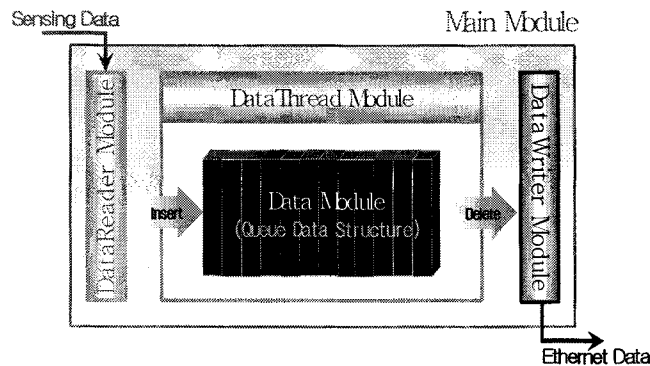 Sensing Data
Main Module
DataReader Module
DataThread Module
Insert
Data Module
(Queue Data Structure)
Delete
DataWriter Module
Ethernet Data